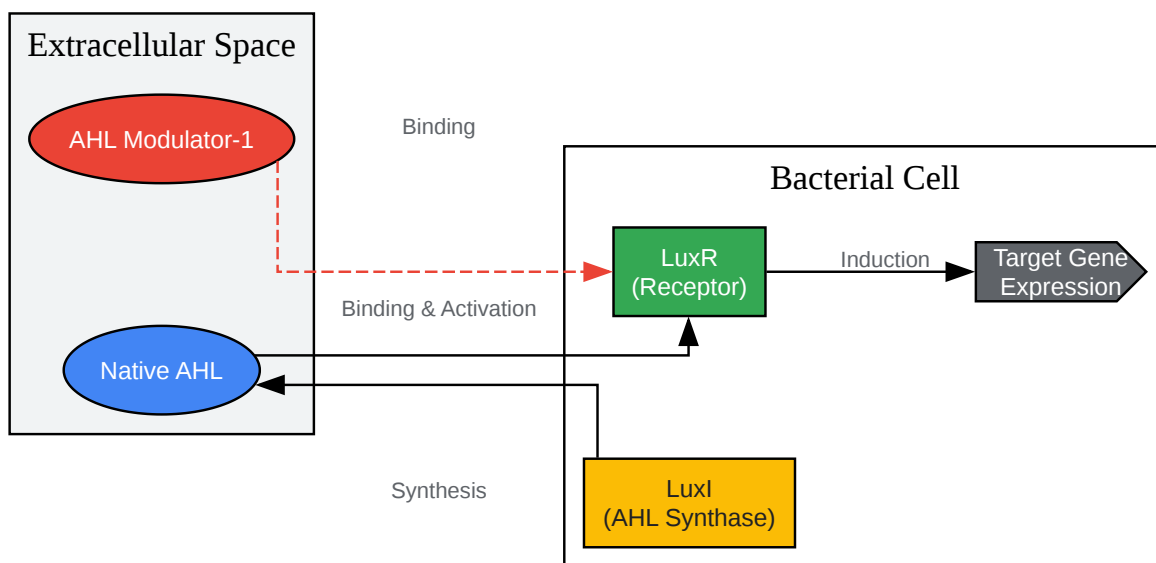 Extracellular Space
AHL Modulator-1
Binding
Bacterial Cell
LuxR
(Receptor)
Induction
Target Gene
Expression
Binding & Activation
Native AHL
Synthesis
LuxI
(AHL Synthase)